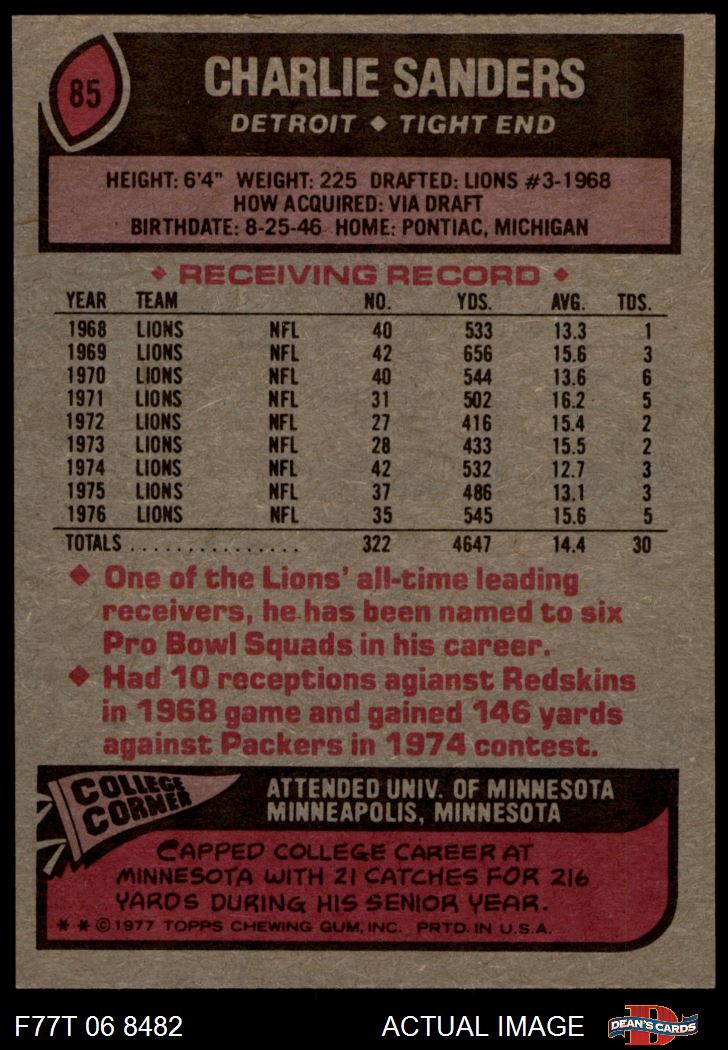 85
CHARLIE SANDERS
DETROIT ◆ TIGHT END
HEIGHT: 6'4" WEIGHT: 225 DRAFTED: LIONS #3-1968
HOW ACQUIRED: VIA DRAFT
BIRTHDATE: 8-25-46 HOME: PONTIAC, MICHIGAN
◆ RECEIVING RECORD ◆
YEAR TEAM NO. YDS. AVG. TDS.
1968 LIONS NFL 40 533 13.3 1
1969 LIONS NFL 42 656 15.6 3
1970 LIONS NFL 40 544 13.6 6
1971 LIONS NFL 31 502 16.2 5
1972 LIONS NFL 27 416 15.4 2
1973 LIONS NFL 28 433 15.5 2
1974 LIONS NFL 42 532 12.7 3
1975 LIONS NFL 37 486 13.1 3
1976 LIONS NFL 35 545 15.6 5
TOTALS ................ 322 4647 14.4 30
◆ One of the Lions' all-time leading
receivers, he has been named to six
Pro Bowl Squads in his career.
◆ Had 10 receptions agianst Redskins
in 1968 game and gained 146 yards
against Packers in 1974 contest.
COLLEGE
CORNER
ATTENDED UNIV. OF MINNESOTA
MINNEAPOLIS, MINNESOTA
CAPPED COLLEGE CAREER AT
MINNESOTA WITH 21 CATCHES FOR 216
YARDS DURING HIS SENIOR YEAR.
* * © 1977 TOPPS CHEWING GUM, INC. PRTD. IN U.S.A.
F77T 06 8482 ACTUAL IMAGE
D
DEAN'S CARDS